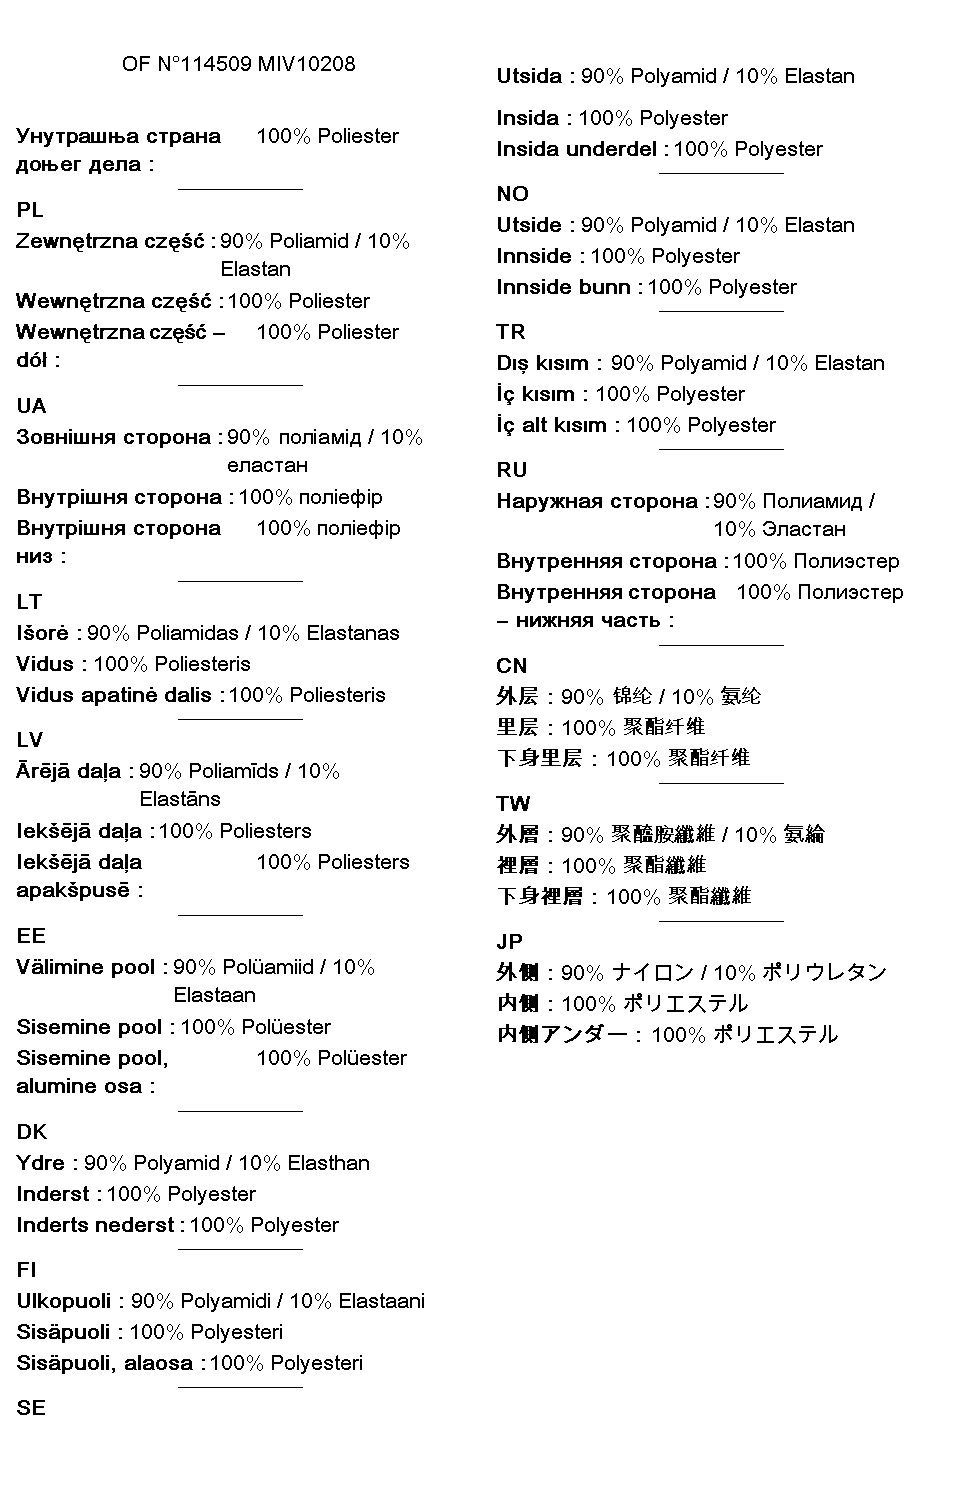 OF N°114509 MIV10208
Унутрашња страна 100% Poliester
доњег дела :
PL
Zewnętrzna część : 90% Poliamid / 10%
Elastan
Wewnętrzna część : 100% Poliester
Wewnętrzna część – 100% Poliester
dół :
UA
Зовнішня сторона : 90% поліамід / 10%
еластан
Внутрішня сторона : 100% поліефір
Внутрішня сторона 100% поліефір
низ :
LT
Išorė : 90% Poliamidas / 10% Elastanas
Vidus : 100% Poliesteris
Vidus apatinė dalis : 100% Poliesteris
LV
Ārējā daļa : 90% Poliamīds / 10%
Elastāns
Iekšējā daļa : 100% Poliesters
Iekšējā daļa 100% Poliesters
apakšpusē :
EE
Välimine pool : 90% Polüamiid / 10%
Elastaan
Sisemine pool : 100% Polüester
Sisemine pool, 100% Polüester
alumine osa :
DK
Ydre : 90% Polyamid / 10% Elasthan
Inderst : 100% Polyester
Inderts nederst : 100% Polyester
FI
Ulkopuoli : 90% Polyamidi / 10% Elastaani
Sisäpuoli : 100% Polyesteri
Sisäpuoli, alaosa : 100% Polyesteri
SE
Utsida : 90% Polyamid / 10% Elastan
Insida : 100% Polyester
Insida underdel : 100% Polyester
NO
Utside : 90% Polyamid / 10% Elastan
Innside : 100% Polyester
Innside bunn : 100% Polyester
TR
Dış kısım : 90% Polyamid / 10% Elastan
İç kısım : 100% Polyester
İç alt kısım : 100% Polyester
RU
Наружная сторона : 90% Полиамид /
10% Эластан
Внутренняя сторона : 100% Полиэстер
Внутренняя сторона 100% Полиэстер
– нижняя часть :
CN
外层 : 90% 锦纶 / 10% 氨纶
里层 : 100% 聚酯纤维
下身里层 : 100% 聚酯纤维
TW
外層 : 90% 聚醯胺纖維 / 10% 氨綸
裡層 : 100% 聚酯纖維
下身裡層 : 100% 聚酯纖維
JP
外側 : 90% ナイロン / 10% ポリウレタン
内側 : 100% ポリエステル
内側アンダー : 100% ポリエステル